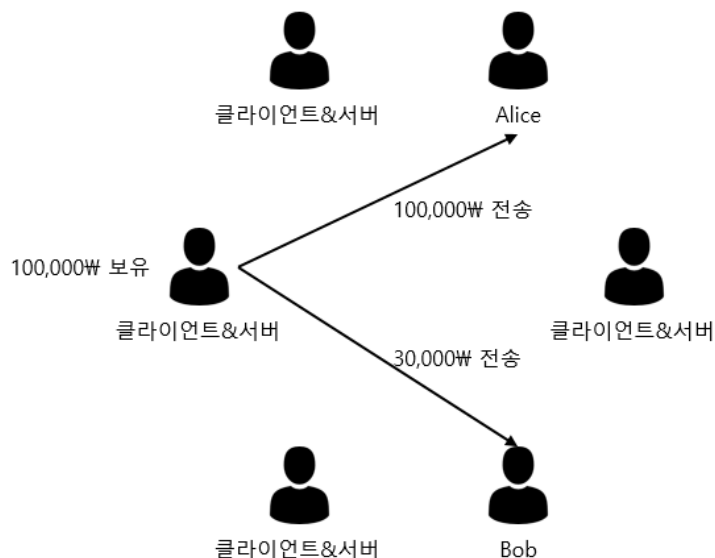 클라이언트&서버
Alice
100,000₩ 전송
100,000₩ 보유
클라이언트&서버
클라이언트&서버
30,000₩ 전송
클라이언트&서버
Bob